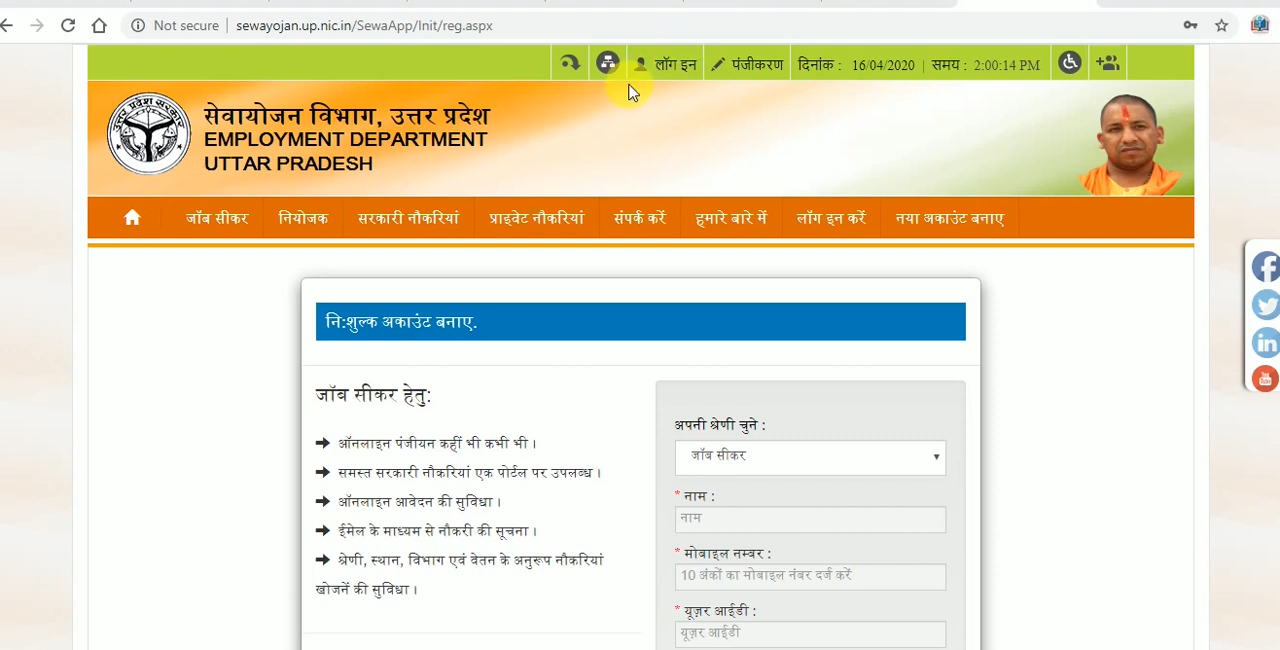 Not secure | sewayojan.up.nic.in/SewaApp/Init/reg.aspx
लॉग इन पंजीकरण दिनांक : 16/04/2020 | समय : 2:00:14 PM
सेवायोजन विभाग, उत्तर प्रदेश
EMPLOYMENT DEPARTMENT
UTTAR PRADESH
जॉब सीकर नियोजक सरकारी नौकरियां प्राइवेट नौकरियां संपर्क करें हमारे बारे में लॉग इन करें नया अकाउंट बनाए
नि:शुल्क अकाउंट बनाए.
जॉब सीकर हेतु:
ऑनलाइन पंजीयन कहीं भी कभी भी ।
समस्त सरकारी नौकरियां एक पोर्टल पर उपलब्ध ।
ऑनलाइन आवेदन की सुविधा ।
ईमेल के माध्यम से नौकरी की सूचना ।
श्रेणी, स्थान, विभाग एवं वेतन के अनुरूप नौकरियां
खोजनें की सुविधा ।
अपनी श्रेणी चुने :
जॉब सीकर
* नाम :
नाम
* मोबाइल नम्बर :
10 अंकों का मोबाइल नंबर दर्ज करें
* यूज़र आईडी :
यूज़र आईडी